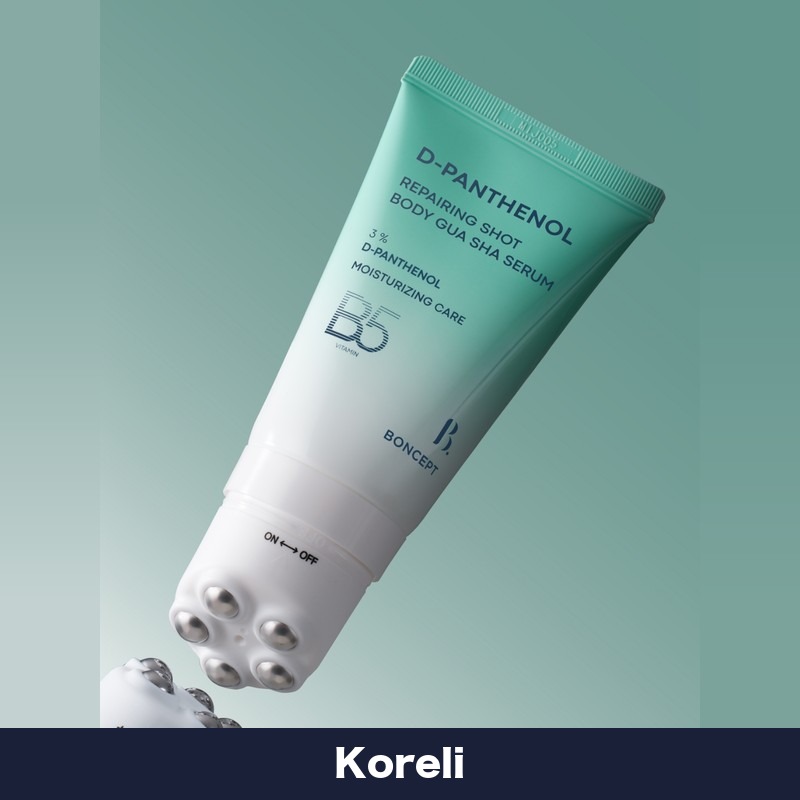 D-PANTHENOL
REPAIRING SHOT
BODY GUA SHA SERUM
3 %
D-PANTHENOL
MOISTURIZING CARE
B5
VITAMIN
B.
BONCEPT
ON ↔ OFF
Koreli